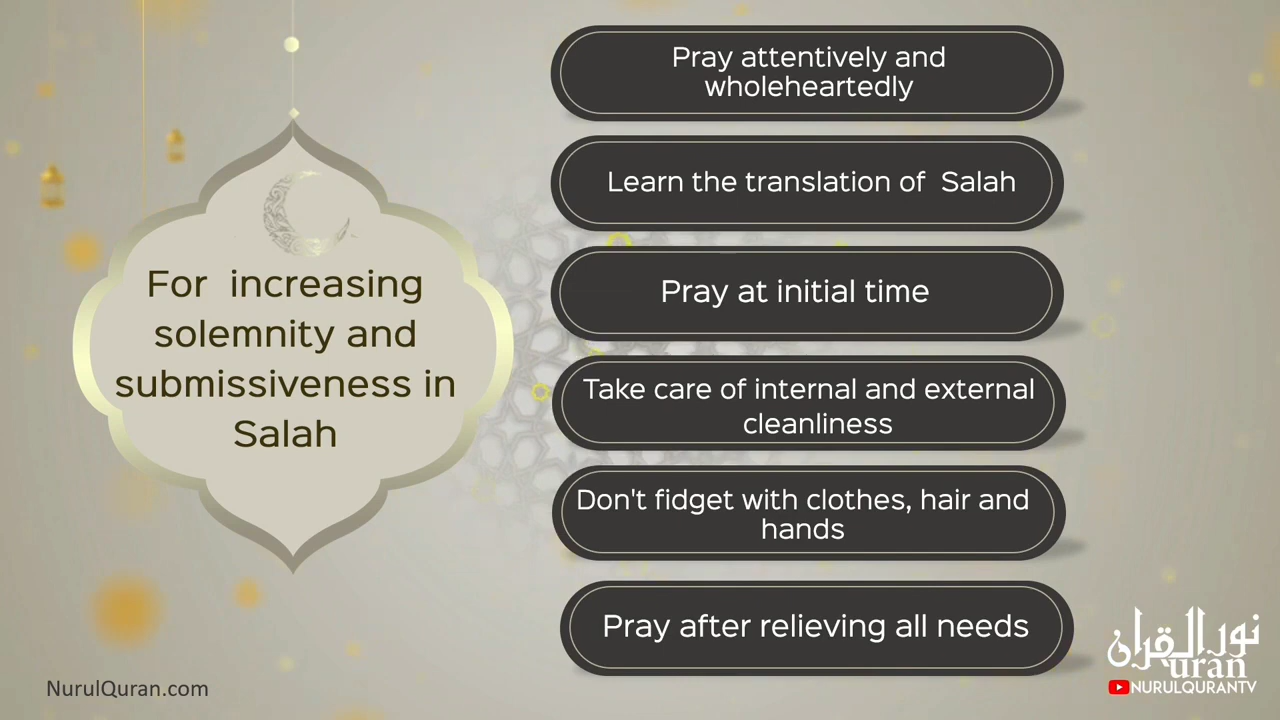 For increasing
solemnity and
submissiveness in
Salah
Pray attentively and
wholeheartedly
Learn the translation of Salah
Pray at initial time
Take care of internal and external
cleanliness
Don't fidget with clothes, hair and
hands
Pray after relieving all needs
NurulQuran.com
نور القرآن
uran
NURULQURANTV